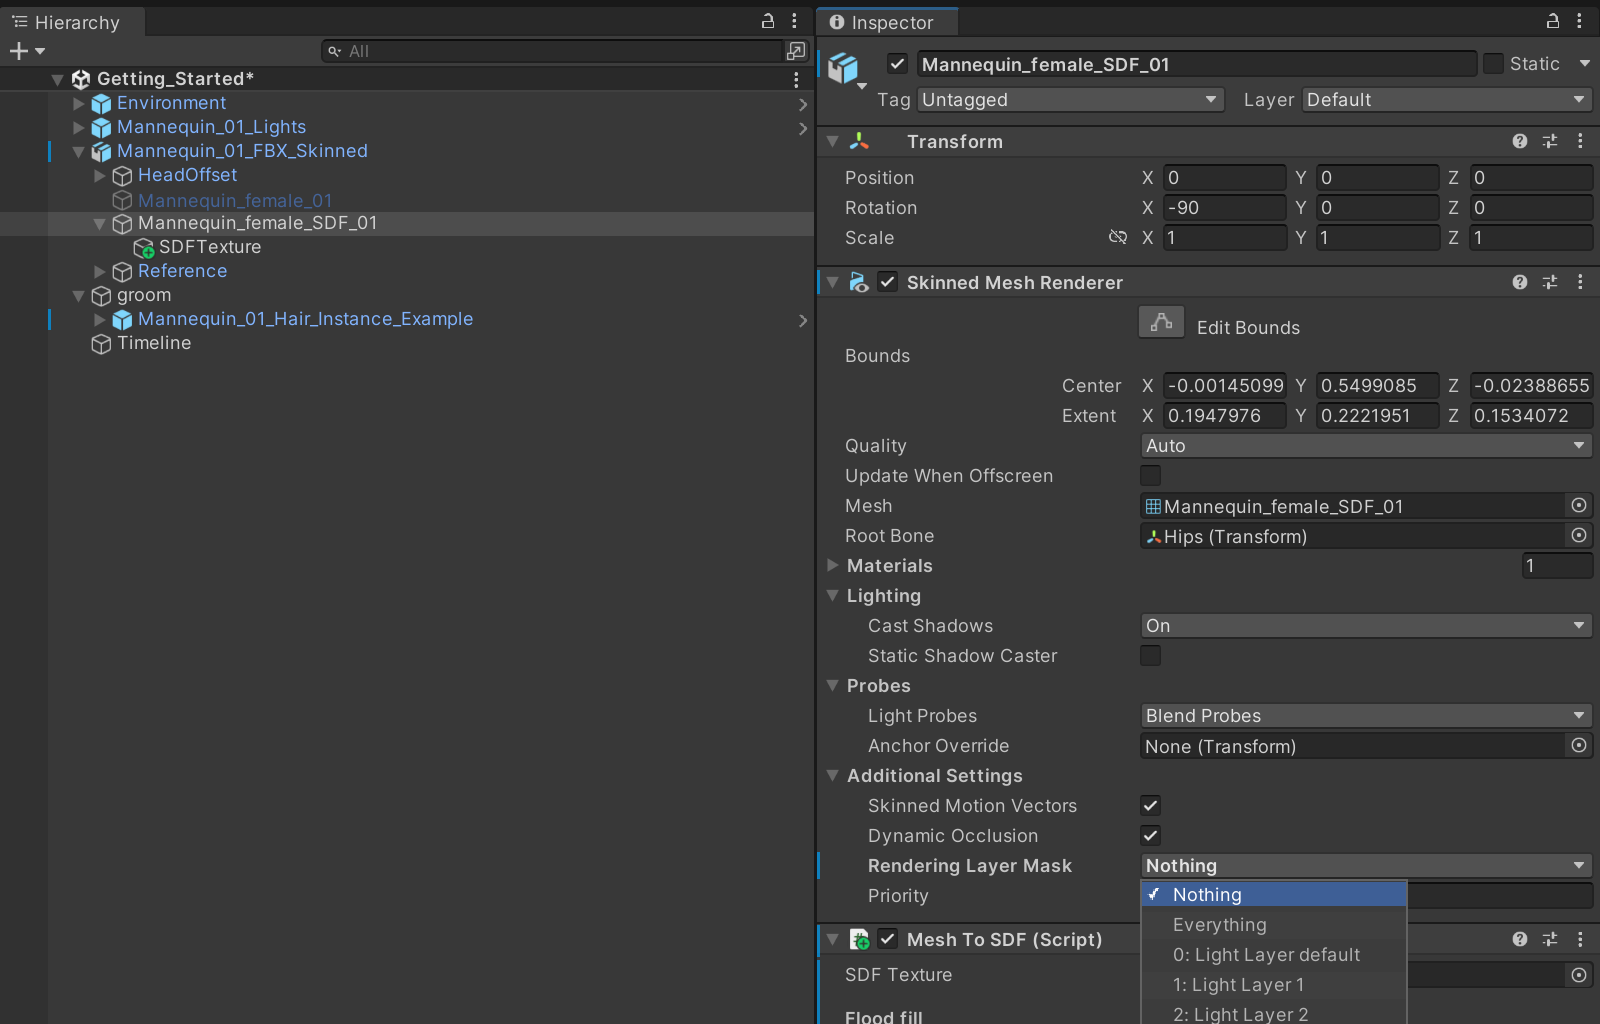 Hierarchy
All
Getting_Started*
Environment
Mannequin_01_Lights
Mannequin_01_FBX_Skinned
HeadOffset
Mannequin_female_01
Mannequin_female_SDF_01
SDFTexture
Reference
groom
Mannequin_01_Hair_Instance_Example
Timeline
Inspector
Mannequin_female_SDF_01 Static
Tag Untagged Layer Default
Transform
Position X 0 Y 0 Z 0
Rotation X -90 Y 0 Z 0
Scale X 1 Y 1 Z 1
Skinned Mesh Renderer
Edit Bounds
Bounds
Center X -0.00145099 Y 0.5499085 Z -0.02388655
Extent X 0.1947976 Y 0.2221951 Z 0.1534072
Quality Auto
Update When Offscreen
Mesh Mannequin_female_SDF_01
Root Bone Hips (Transform)
Materials 1
Lighting
Cast Shadows On
Static Shadow Caster
Probes
Light Probes Blend Probes
Anchor Override None (Transform)
Additional Settings
Skinned Motion Vectors
Dynamic Occlusion
Rendering Layer Mask Nothing
Priority Nothing
Everything
Mesh To SDF (Script)
0: Light Layer default
SDF Texture
1: Light Layer 1
Flood fill
2: Light Layer 2